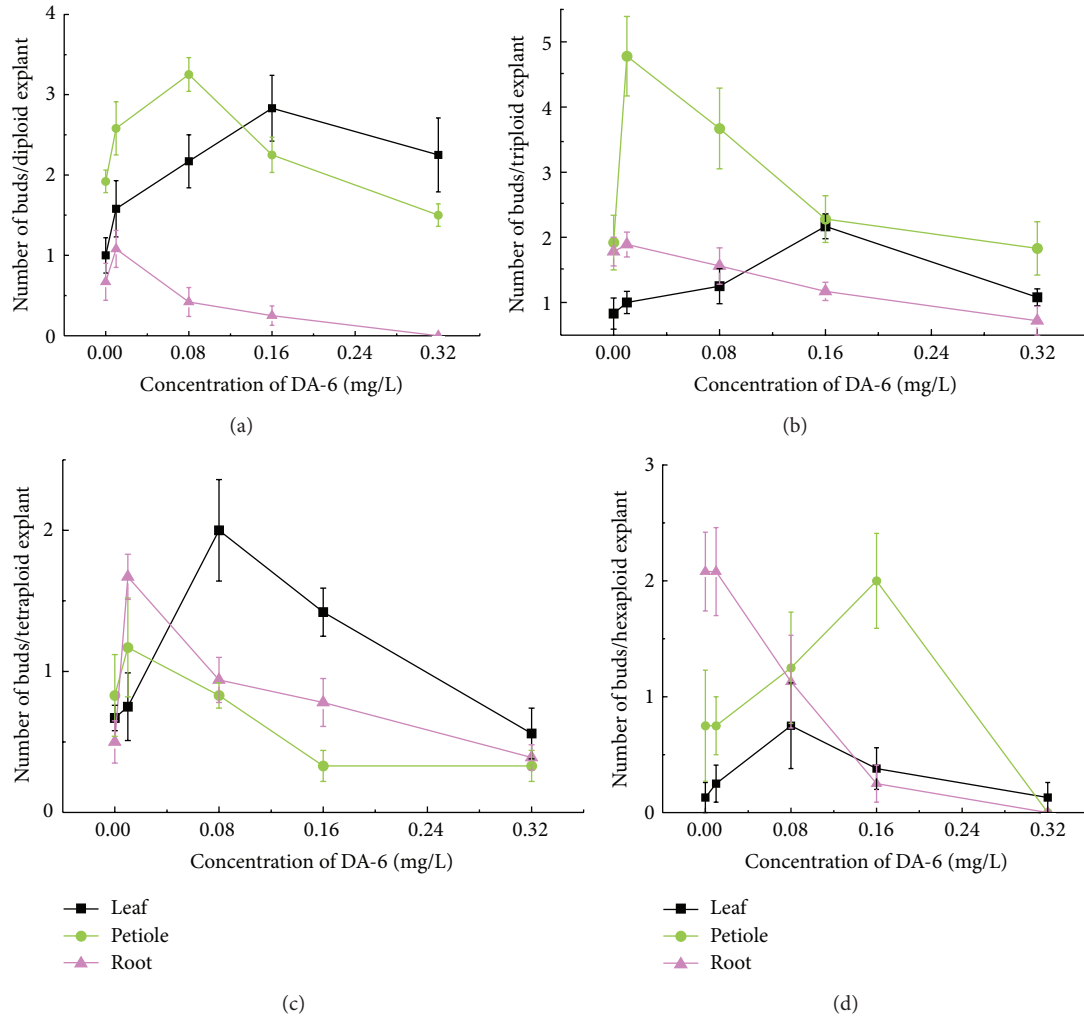 4
3
2
1
0
Number of buds/diploid explant
0.00 0.08 0.16 0.24 0.32
Concentration of DA-6 (mg/L)
(a)
5
4
3
2
1
Number of buds/triploid explant
0.00 0.08 0.16 0.24 0.32
Concentration of DA-6 (mg/L)
(b)
2
1
0
Number of buds/tetraploid explant
0.00 0.08 0.16 0.24 0.32
Concentration of DA-6 (mg/L)
Leaf
Petiole
Root
(c)
3
2
1
0
Number of buds/hexaploid explant
0.00 0.08 0.16 0.24 0.32
Concentration of DA-6 (mg/L)
Leaf
Petiole
Root
(d)